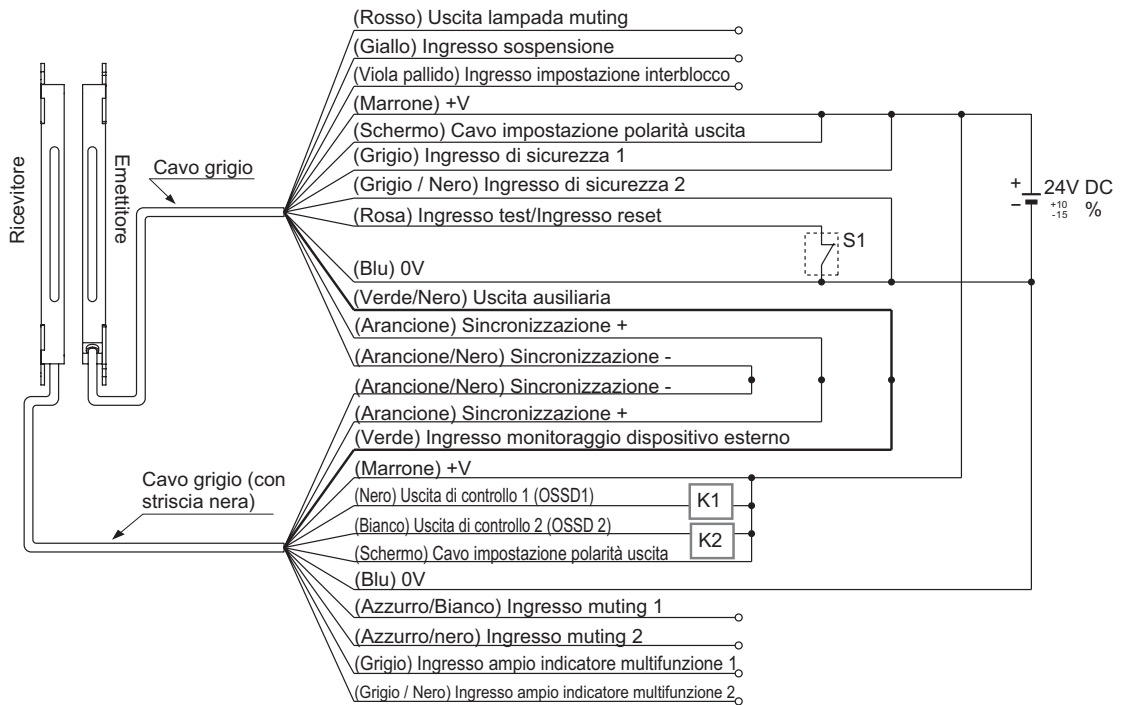 (Rosso) Uscita lampada muting
(Giallo) Ingresso sospensione
(Viola pallido) Ingresso impostazione interblocco
(Marrone) +V
(Schermo) Cavo impostazione polarità uscita
(Grigio) Ingresso di sicurezza 1
(Grigio / Nero) Ingresso di sicurezza 2
(Rosa) Ingresso test/Ingresso reset
(Blu) 0V
(Verde/Nero) Uscita ausiliaria
(Arancione) Sincronizzazione +
(Arancione/Nero) Sincronizzazione -
(Arancione/Nero) Sincronizzazione -
(Arancione) Sincronizzazione +
(Verde) Ingresso monitoraggio dispositivo esterno
(Marrone) +V
(Nero) Uscita di controllo 1 (OSSD1)
(Bianco) Uscita di controllo 2 (OSSD 2)
(Schermo) Cavo impostazione polarità uscita
(Blu) 0V
(Azzurro/Bianco) Ingresso muting 1
(Azzurro/nero) Ingresso muting 2
(Grigio) Ingresso ampio indicatore multifunzione 1
(Grigio / Nero) Ingresso ampio indicatore multifunzione 2
Ricevitore
Emettitore
Cavo grigio
Cavo grigio (con
striscia nera)
S1
K1
K2
+
−
24V DC
+10
-15
%